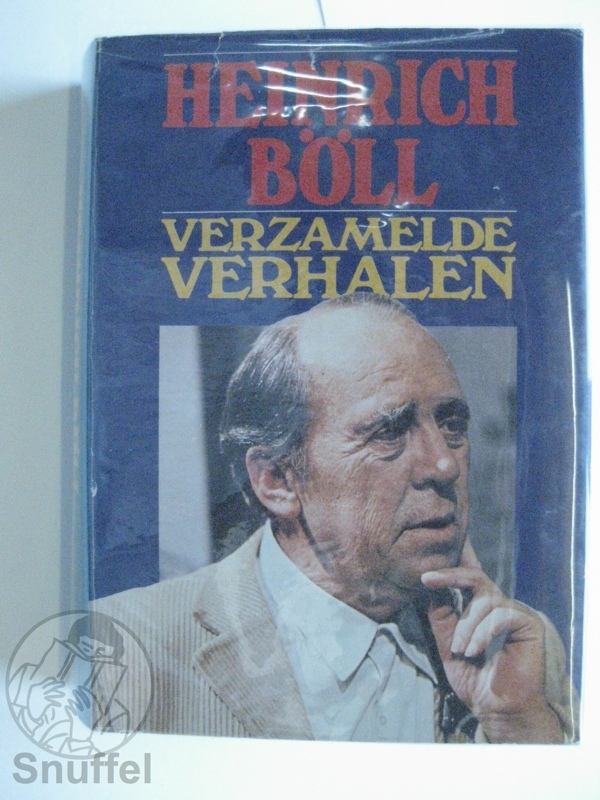 HEINRICH
BÖLL
VERZAMELDE
VERHALEN
Snuffel